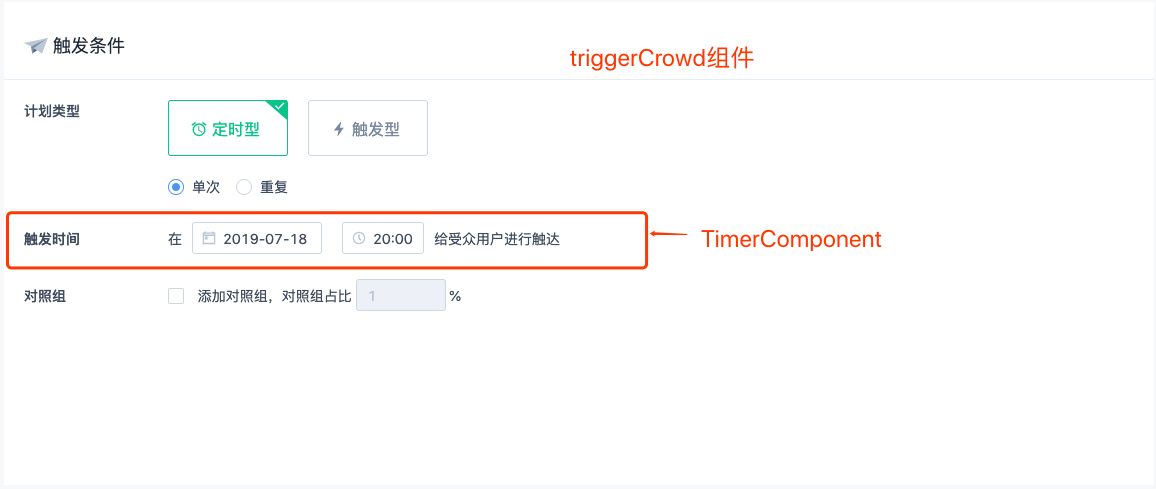 触发条件
triggerCrowd组件
计划类型
定时型 触发型
单次 重复
触发时间 在 2019-07-18 20:00 给受众用户进行触达
TimerComponent
对照组 添加对照组，对照组占比 1 %